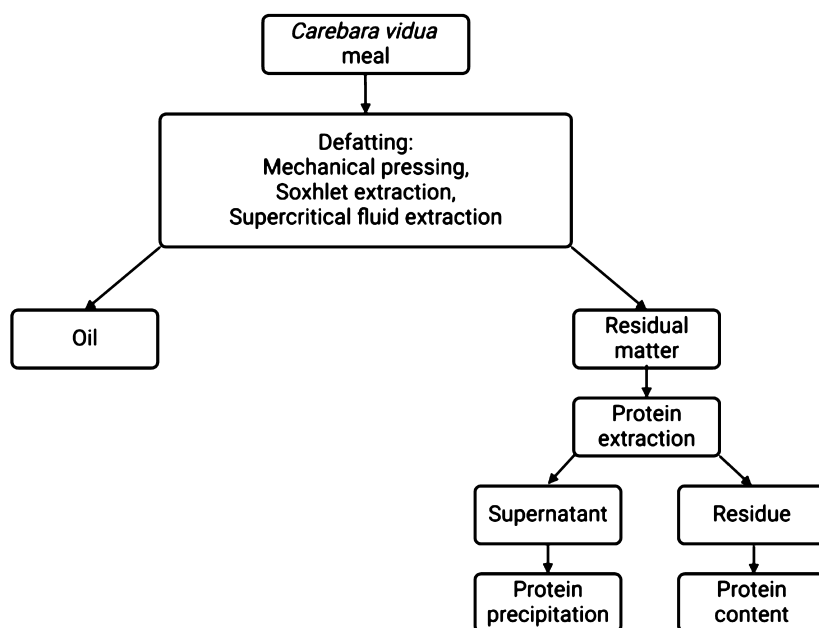 Carebara vidua
meal
Defatting:
Mechanical pressing,
Soxhlet extraction,
Supercritical fluid extraction
Oil
Residual
matter
Protein
extraction
Supernatant
Residue
Protein
precipitation
Protein
content